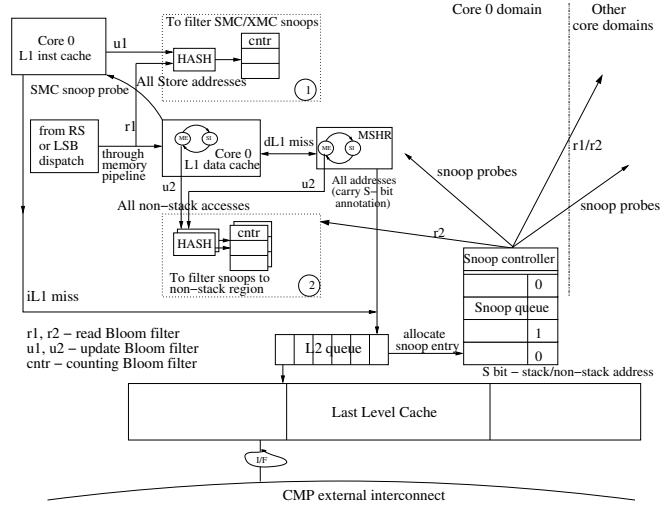 To filter SMC/XMC snoops
Core 0 domain
Other
core domains
Core 0
L1 inst cache
u1
HASH
cntr
All Store addresses
1
SMC snoop probe
r1
from RS
or LSB
dispatch
through
memory
pipeline
ME
SI
Core 0
L1 data cache
dL1 miss
ME
SI
MSHR
r1/r2
snoop probes
snoop probes
u2
u2
All addresses
(carry S- bit
annotation)
All non-stack accesses
r2
HASH
cntr
To filter snoops to
non-stack region
2
Snoop controller
0
Snoop queue
1
0
iL1 miss
r1, r2 - read Bloom filter
u1, u2 - update Bloom filter
cntr - counting Bloom filter
L2 queue
allocate
snoop entry
S bit - stack/non-stack address
Last Level Cache
I/F
CMP external interconnect